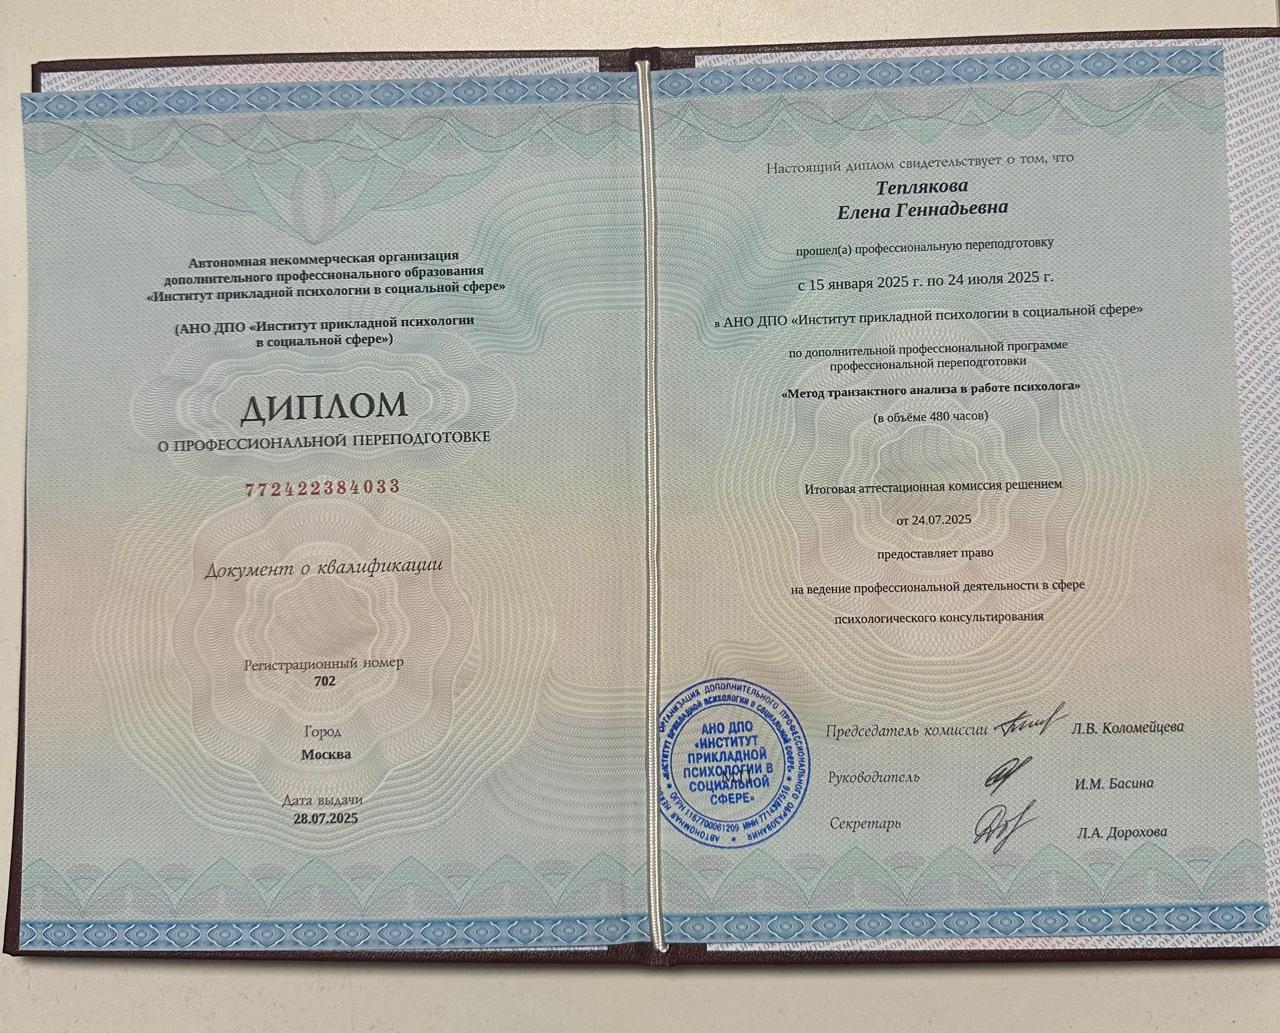 Автономная некоммерческая организация
дополнительного профессионального образования
«Институт прикладной психологии в социальной сфере»
(АНО ДПО «Институт прикладной психологии
в социальной сфере»)
ДИПЛОМ
О ПРОФЕССИОНАЛЬНОЙ ПЕРЕПОДГОТОВКЕ
772422384033
Документ о квалификации
Регистрационный номер
702
Город
Москва
Дата выдачи
28.07.2025
Настоящий диплом свидетельствует о том, что
Теплякова
Елена Геннадьевна
прошел(а) профессиональную переподготовку
с 15 января 2025 г. по 24 июля 2025 г.
в АНО ДПО «Институт прикладной психологии в социальной сфере»
по дополнительной профессиональной программе
профессиональной переподготовки
«Метод транзактного анализа в работе психолога»
(в объёме 480 часов)
Итоговая аттестационная комиссия решением
от 24.07.2025
предоставляет право
на ведение профессиональной деятельности в сфере
психологического консультирования
Председатель комиссии Л.В. Коломейцева
Руководитель И.М. Басина
Секретарь Л.А. Дорохова
М.П.
АНО ДПО
«ИНСТИТУТ
ПРИКЛАДНОЙ
ПСИХОЛОГИИ В
СОЦИАЛЬНОЙ
СФЕРЕ»